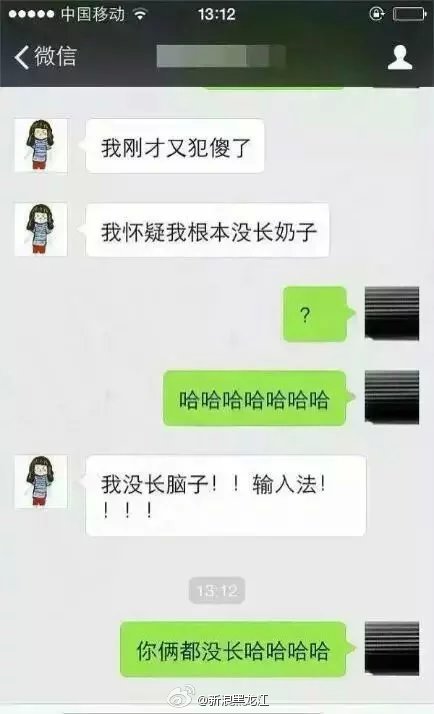 中国移动 13:12
微信
我刚才又犯傻了
我怀疑我根本没长奶子
？
哈哈哈哈哈哈哈
我没长脑子！！输入法！
！！！
13:12
你俩都没长哈哈哈哈
@新浪黑龙江